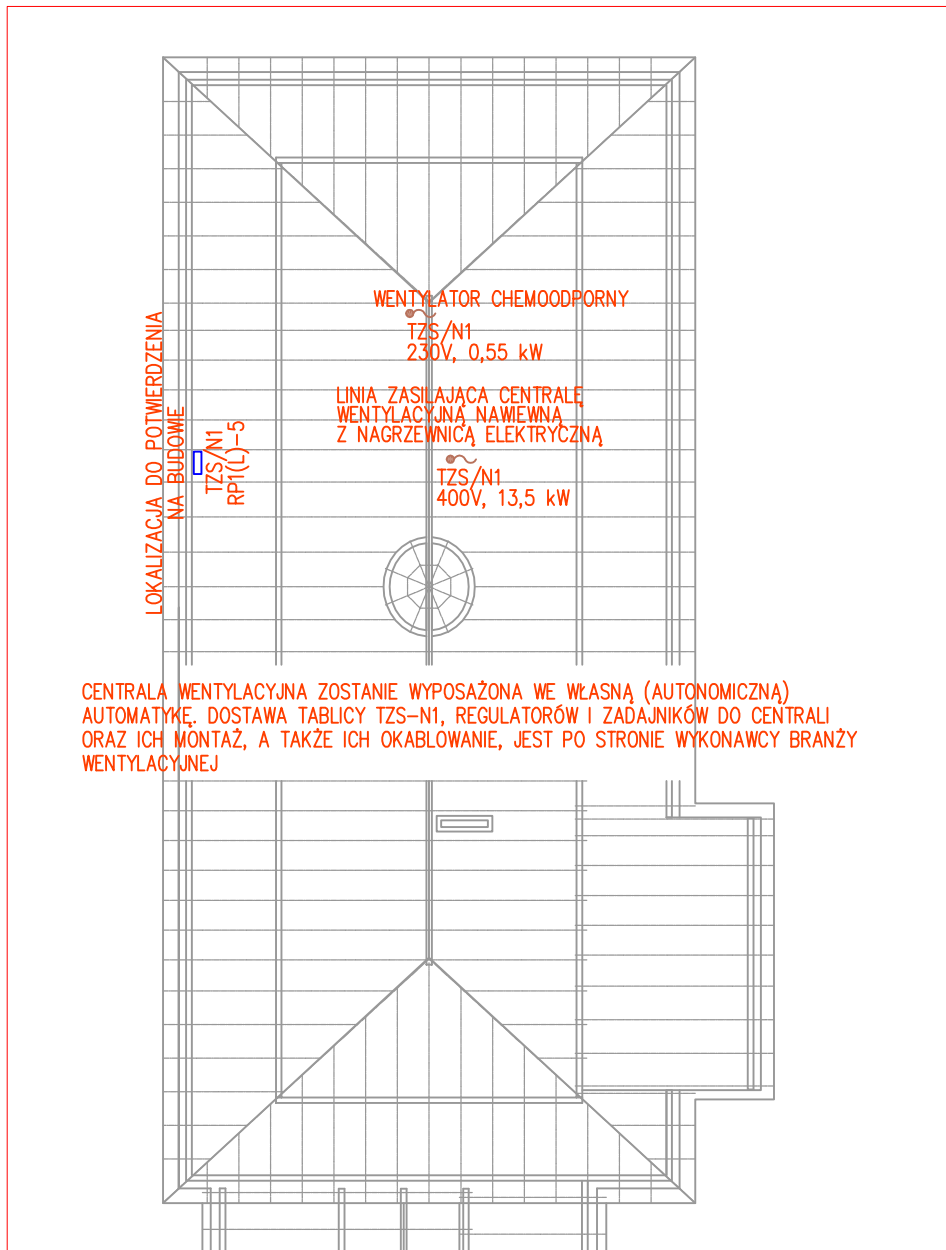 WENTYLATOR CHEMOODPORNY
TZS/N1
230V, 0,55 kW
LINIA ZASILAJĄCA CENTRALĘ
WENTYLACYJNĄ NAWIEWNĄ
Z NAGRZEWNICĄ ELEKTRYCZNĄ
TZS/N1
400V, 13,5 kW
LOKALIZACJA DO POTWIERDZENIA
NA BUDOWIE
TZS/N1
RP1(L)-5
CENTRALA WENTYLACYJNA ZOSTANIE WYPOSAŻONA WE WŁASNĄ (AUTONOMICZNĄ)
AUTOMATYKĘ. DOSTAWA TABLICY TZS-N1, REGULATORÓW I ZADAJNIKÓW DO CENTRALI
ORAZ ICH MONTAŻ, A TAKŻE ICH OKABLOWANIE, JEST PO STRONIE WYKONAWCY BRANŻY
WENTYLACYJNEJ